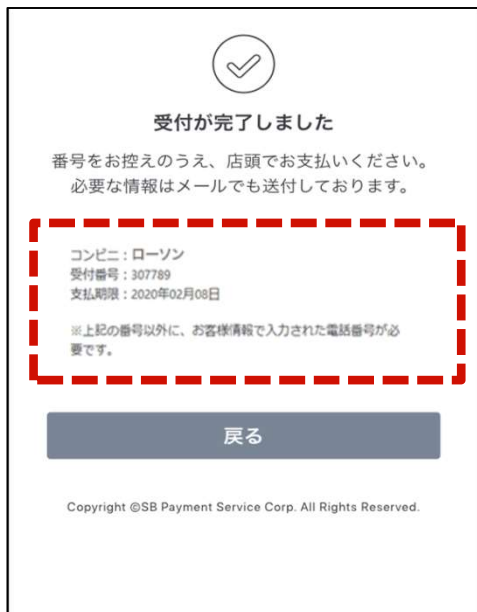 受付が完了しました
番号をお控えのうえ、店頭でお支払いください。
必要な情報はメールでも送付しております。
コンビニ：ローソン
受付番号：307789
支払期限：2020年02月08日
※上記の番号以外に、お客様情報で入力された電話番号が必
要です。
戻る
Copyright ©SB Payment Service Corp. All Rights Reserved.